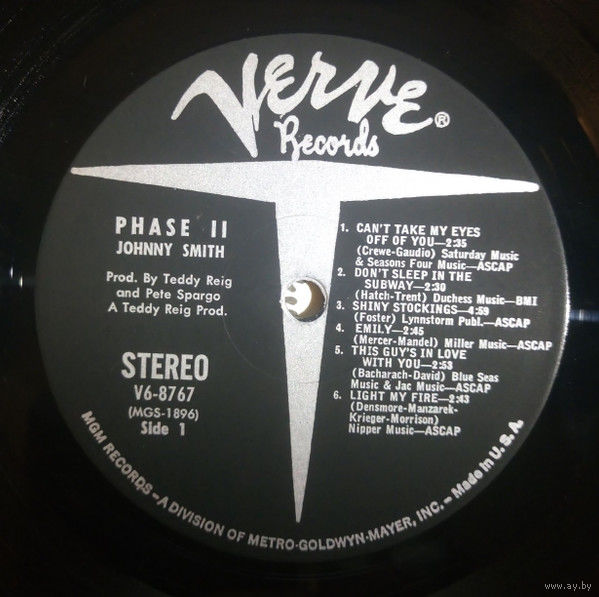 Verve®
Records
PHASE II
JOHNNY SMITH
Prod. By Teddy Reig
and Pete Spargo
A Teddy Reig Prod.
STEREO
V6-8767
(MGS-1896)
Side 1
1. CAN'T TAKE MY EYES
OFF OF YOU—2:35
(Crewe-Gaudio) Saturday Music
& Seasons Four Music—ASCAP
2. DON'T SLEEP IN THE
SUBWAY—2:30
(Hatch-Trent) Duchess Music—BMI
3. SHINY STOCKINGS—4:59
(Foster) Lynnstorm Publ.—ASCAP
4. EMILY—2:45
(Mercer-Mandel) Miller Music—ASCAP
5. THIS GUY'S IN LOVE
WITH YOU—2:53
(Bacharach-David) Blue Seas
Music & Jac Music—ASCAP
6. LIGHT MY FIRE—2:43
(Densmore-Manzarek-
Krieger-Morrison)
Nipper Music—ASCAP
MGM RECORDS—A DIVISION OF METRO-GOLDWYN-MAYER, INC.—Made in U.S.A.
www.ay.by